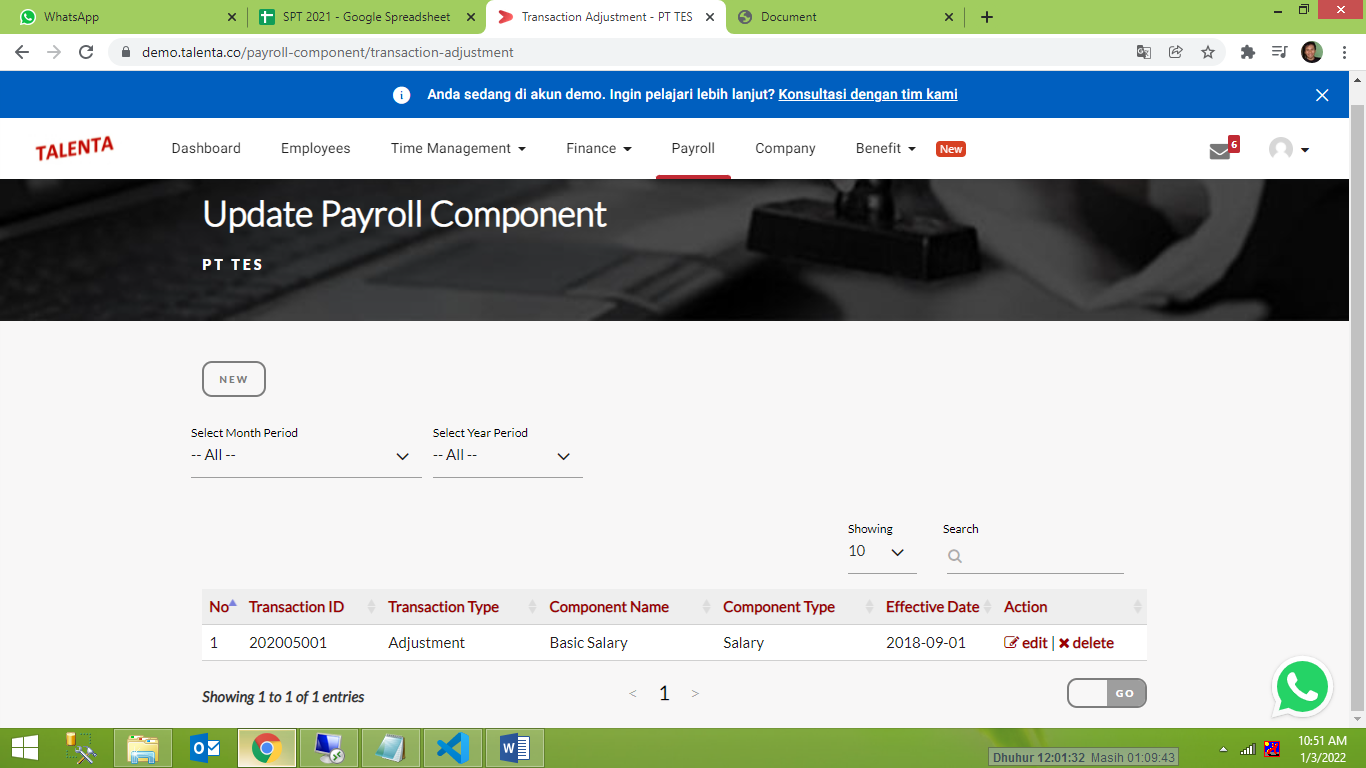 WhatsApp
SPT 2021 - Google Spreadsheet
Transaction Adjustment - PT TES
Document
demo.talenta.co/payroll-component/transaction-adjustment
Anda sedang di akun demo. Ingin pelajari lebih lanjut? Konsultasi dengan tim kami
TALENTA
Dashboard
Employees
Time Management
Finance
Payroll
Company
Benefit
New
6
Update Payroll Component
PT TES
NEW
Select Month Period
Select Year Period
-- All --
-- All --
Showing
Search
10
No Transaction ID Transaction Type Component Name Component Type Effective Date Action
1 202005001 Adjustment Basic Salary Salary 2018-09-01 edit | delete
Showing 1 to 1 of 1 entries
< 1 >
GO
Dhuhur 12:01:32 Masih 01:09:43
10:51 AM
1/3/2022